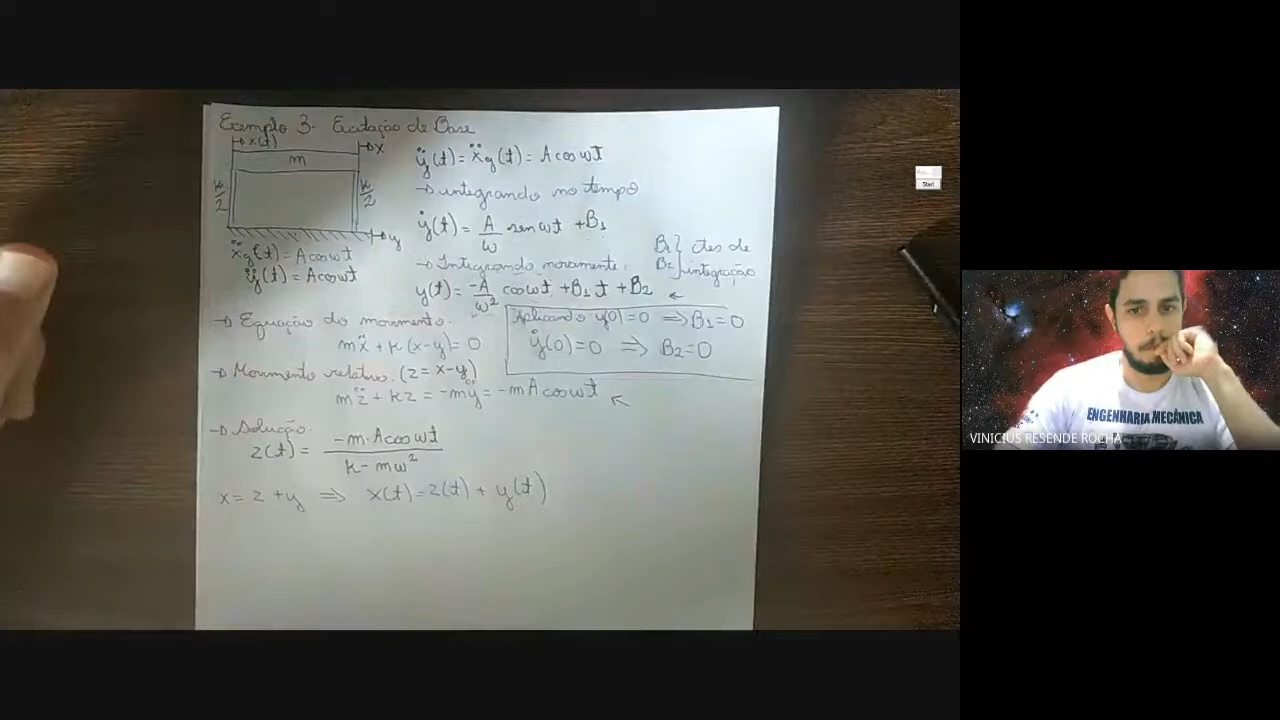 Exemplo 3. Excitação de Base
x(t)
x
m
k/2
k/2
y
ẍg(t) = A cos ωt
ÿ(t) = A cos ωt
ÿ(t) = ẍg(t) = A cos ωt
→ integrando no tempo
ẏ(t) = A/ω sen ωt + B1
→ Integrando novamente.
B1 } ctes de
B2 } integração
y(t) = -A/ω² cos ωt + B1 t + B2 ←
Aplicando y(0)=0 ⇒ B1=0
ẏ(0)=0 ⇒ B2=0
→ Equação do movimento.
mẍ + k(x-y) = 0
→ Movimento relativo. (z = x-y)
mz̈ + kz = -mÿ = -mA cos ωt
→ Solução.
z(t) = -m·A cos ωt / k - mω²
x = z + y ⇒ x(t) = z(t) + y(t)
Start
ENGENHARIA MECÂNICA
VINICIUS RESENDE ROCHA